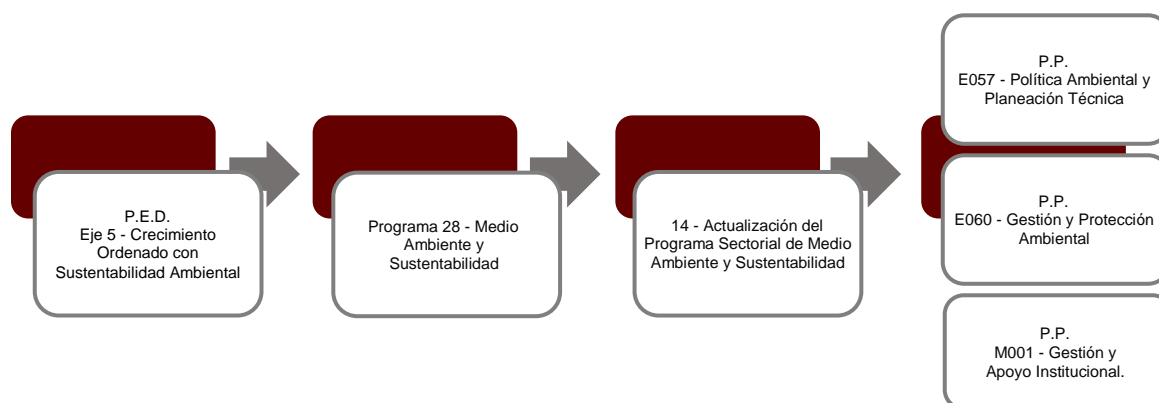 P.E.D.
Eje 5 - Crecimiento
Ordenado con
Sustentabilidad Ambiental
Programa 28 - Medio
Ambiente y
Sustentabilidad
14 - Actualización del
Programa Sectorial de Medio
Ambiente y Sustentabilidad
P.P.
E057 - Política Ambiental y
Planeación Técnica
P.P.
E060 - Gestión y Protección
Ambiental
P.P.
M001 - Gestión y
Apoyo Institucional.